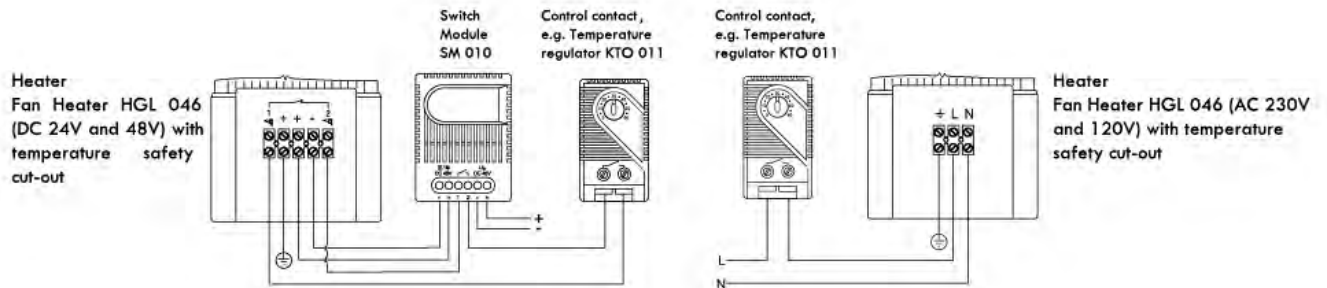 Switch
Module
SM 010
Control contact,
e.g. Temperature
regulator KTO 011
Control contact,
e.g. Temperature
regulator KTO 011
Heater
Fan Heater HGL 046
(DC 24V and 48V) with
temperature safety
cut-out
Heater
Fan Heater HGL 046 (AC 230V
and 120V) with temperature
safety cut-out
1 + + - 2
L N
+
-
L
N